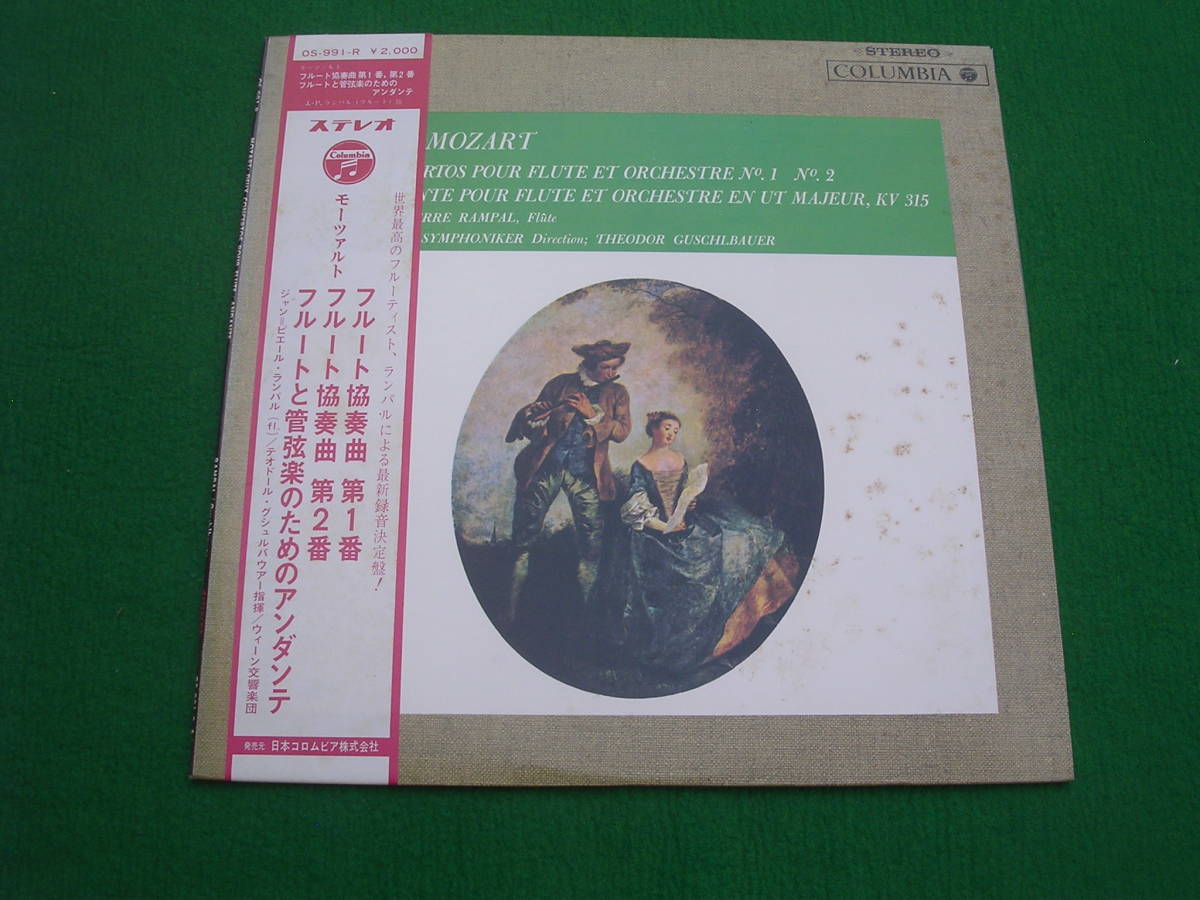 OS-991-R ¥2,000
モーツァルト
フルート協奏曲 第1番,第2番
フルートと管弦楽のための
アンダンテ
ステレオ
Columbia
世界最高のフルーティスト、ランパルによる最新録音決定盤!
モーツァルト
フルート協奏曲 第1番
フルート協奏曲 第2番
フルートと管弦楽のためのアンダンテ
ジャン=ピエール・ランパル(fl.)/テオドール・グシュルバウアー指揮/ウィーン交響楽団
発売元 日本コロムビア株式会社
STEREO
COLUMBIA
MOZART
RTOS POUR FLUTE ET ORCHESTRE No. 1 No. 2
NTE POUR FLUTE ET ORCHESTRE EN UT MAJEUR, KV 315
ERRE RAMPAL, Flûte
SYMPHONIKER Direction; THEODOR GUSCHLBAUER